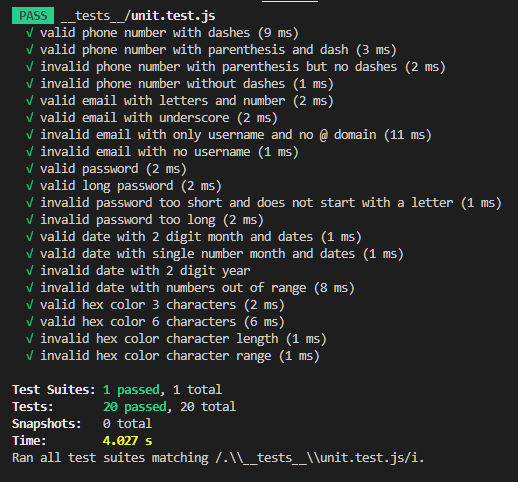 PASS __tests__/unit.test.js
√ valid phone number with dashes (9 ms)
√ valid phone number with parenthesis and dash (3 ms)
√ invalid phone number with parenthesis but no dashes (2 ms)
√ invalid phone number without dashes (1 ms)
√ valid email with letters and number (2 ms)
√ valid email with underscore (2 ms)
√ invalid email with only username and no @ domain (11 ms)
√ invalid email with no username (1 ms)
√ valid password (2 ms)
√ valid long password (2 ms)
√ invalid password too short and does not start with a letter (1 ms)
√ invalid password too long (2 ms)
√ valid date with 2 digit month and dates (1 ms)
√ valid date with single number month and dates (1 ms)
√ invalid date with 2 digit year
√ invalid date with numbers out of range (8 ms)
√ valid hex color 3 characters (2 ms)
√ valid hex color 6 characters (6 ms)
√ invalid hex color character length (1 ms)
√ invalid hex color character range (1 ms)
Test Suites: 1 passed, 1 total
Tests: 20 passed, 20 total
Snapshots: 0 total
Time: 4.027 s
Ran all test suites matching /.\\__tests__\\unit.test.js/i.